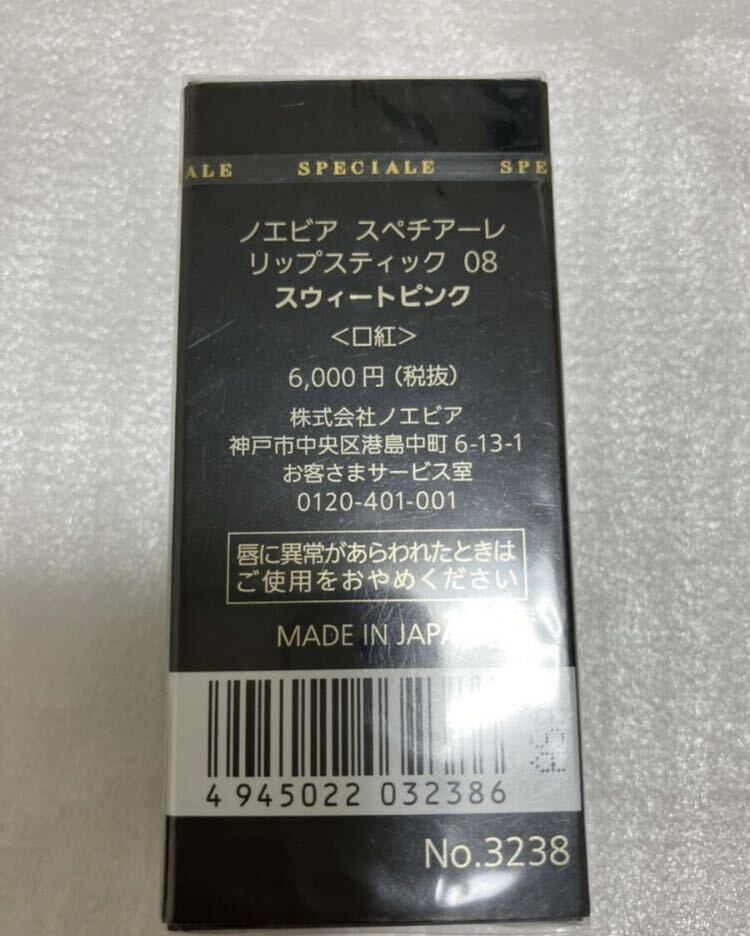 ALE SPECIALE SPE
ノエビア スペチアーレ
リップスティック 08
スウィートピンク
<口紅>
6,000円(税抜)
株式会社ノエビア
神戸市中央区港島中町6-13-1
お客さまサービス室
0120-401-001
唇に異常があらわれたときは
ご使用をおやめください
MADE IN JAPA
4 945022 032386
No.3238